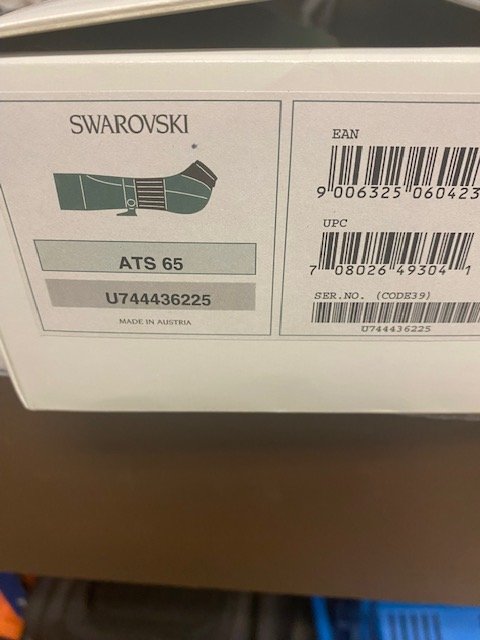 SWAROVSKI
ATS 65
U744436225
MADE IN AUSTRIA
EAN
9 006325 060423
UPC
7 08026 49304 1
SER.NO. (CODE39)
U744436225